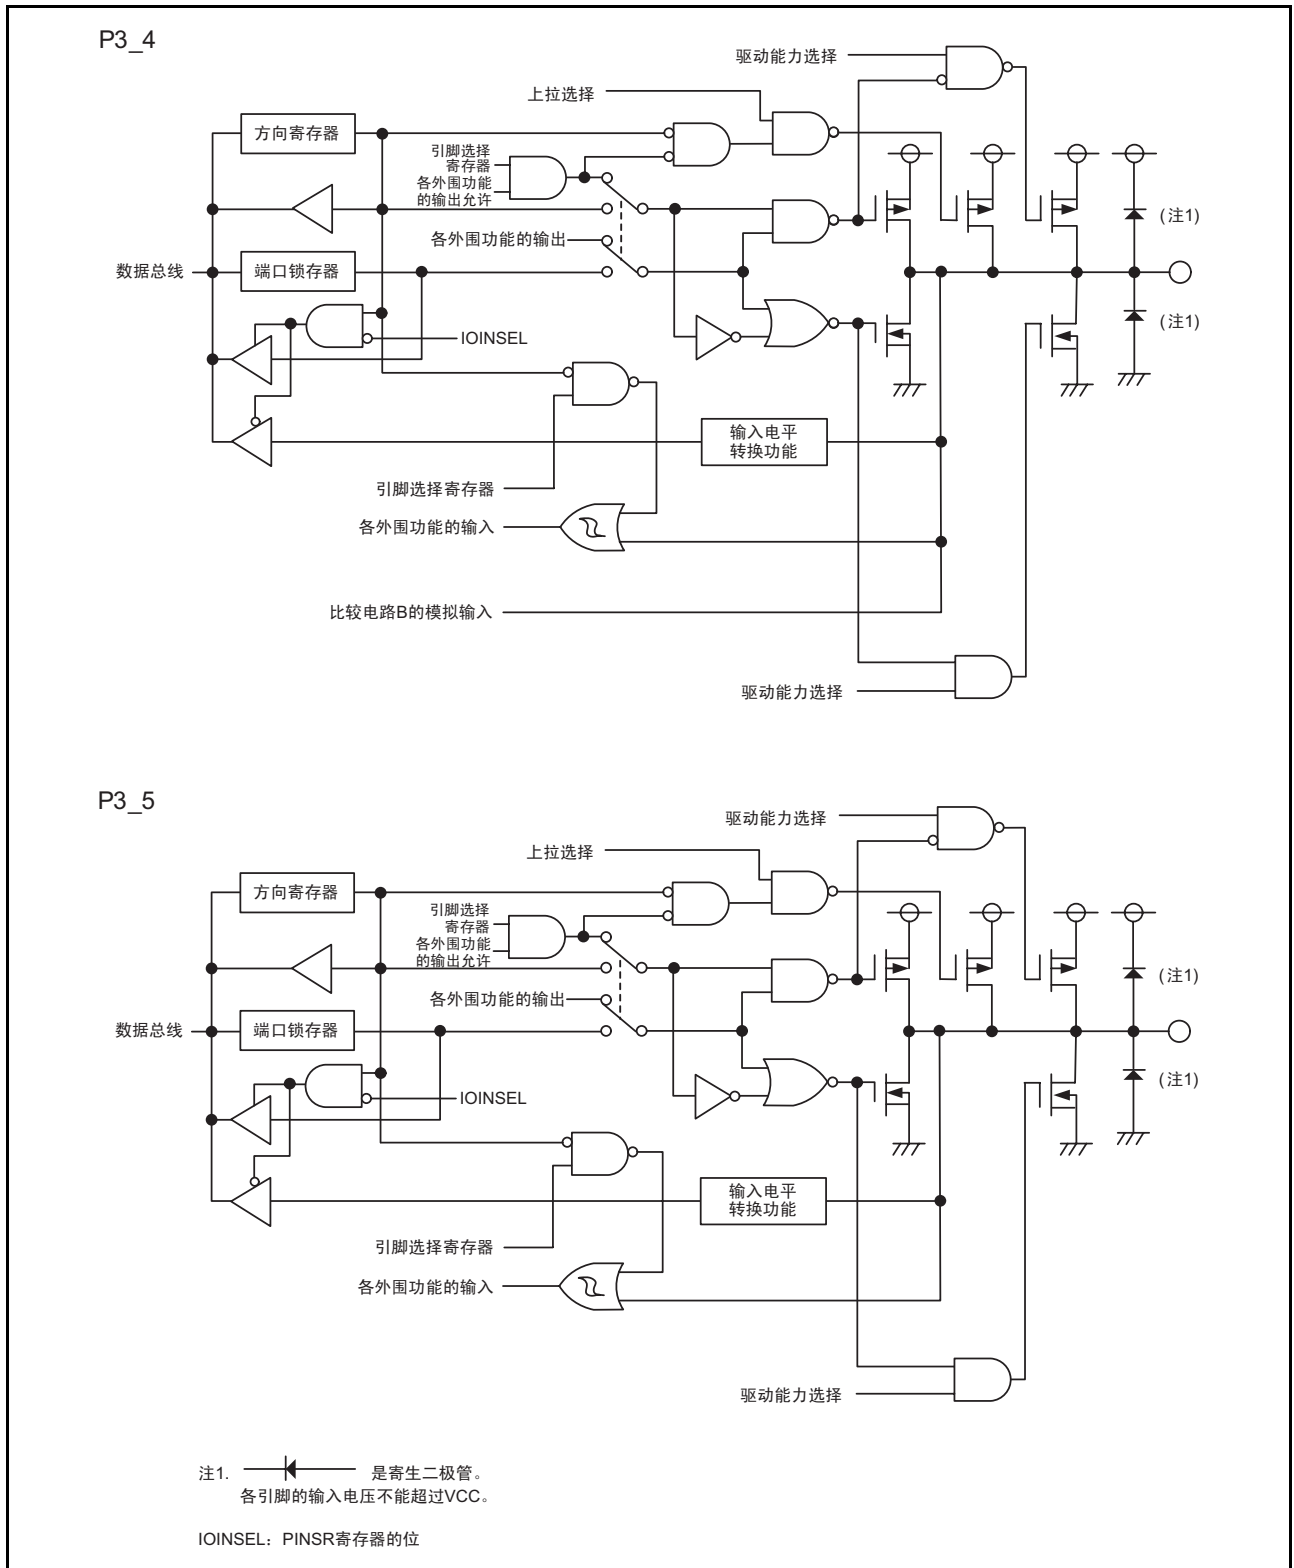 P3_4
驱动能力选择
上拉选择
方向寄存器
引脚选择
寄存器
各外围功能
的输出允许
(注1)
各外围功能的输出
数据总线
端口锁存器
(注1)
IOINSEL
输入电平
转换功能
引脚选择寄存器
各外围功能的输入
比较电路B的模拟输入
驱动能力选择
P3_5
驱动能力选择
上拉选择
方向寄存器
引脚选择
寄存器
各外围功能
的输出允许
(注1)
各外围功能的输出
数据总线
端口锁存器
(注1)
IOINSEL
输入电平
转换功能
引脚选择寄存器
各外围功能的输入
驱动能力选择
注1. 是寄生二极管。
各引脚的输入电压不能超过VCC。
IOINSEL：PINSR寄存器的位